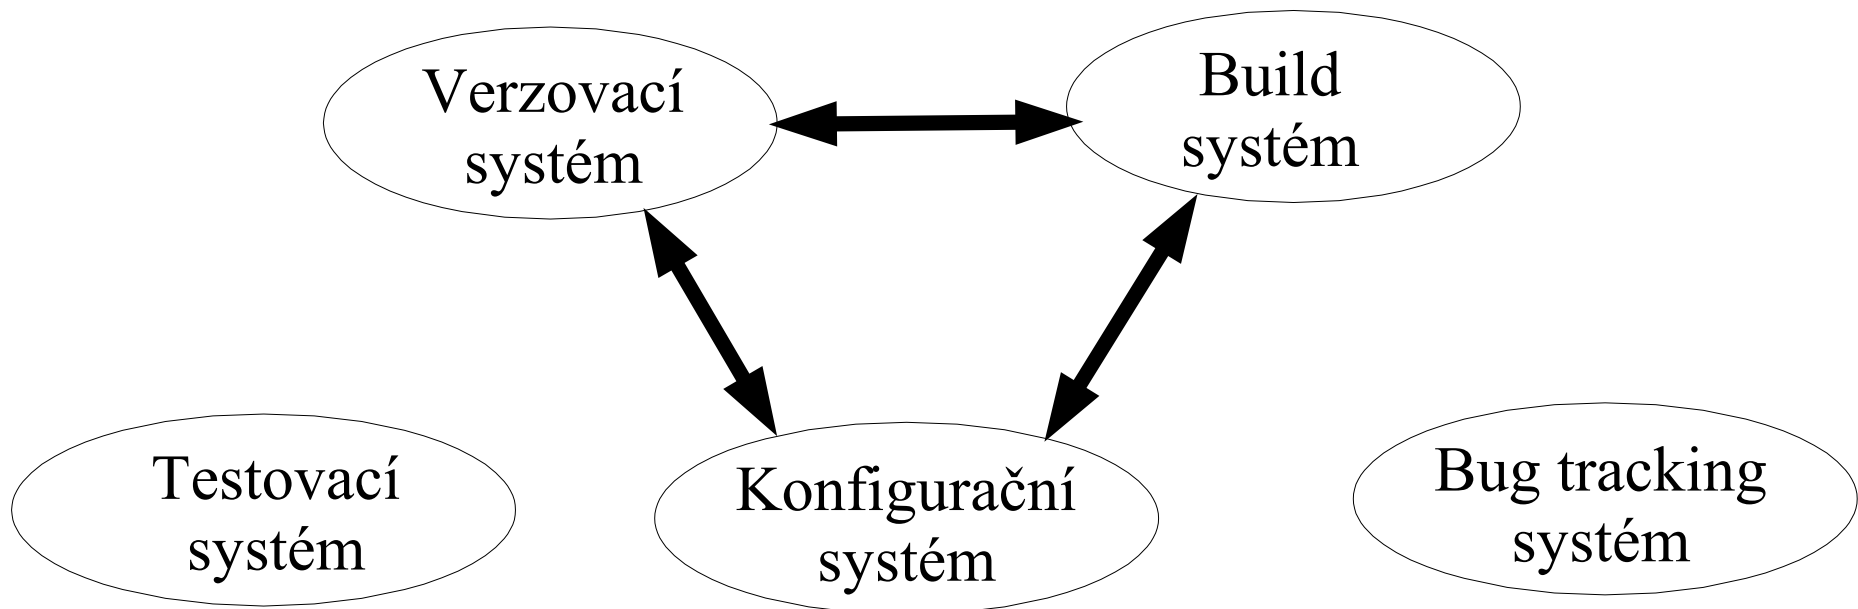 Verzovací
systém
Build
systém
Testovací
systém
Konfigurační
systém
Bug tracking
systém